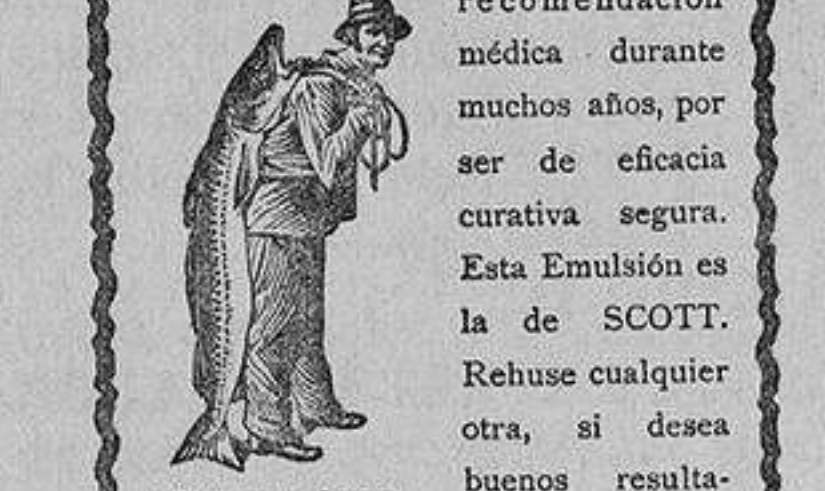 recomendación
médica durante
muchos años, por
ser de eficacia
curativa segura.
Esta Emulsión es
la de SCOTT.
Rehuse cualquier
otra, si desea
buenos resulta-